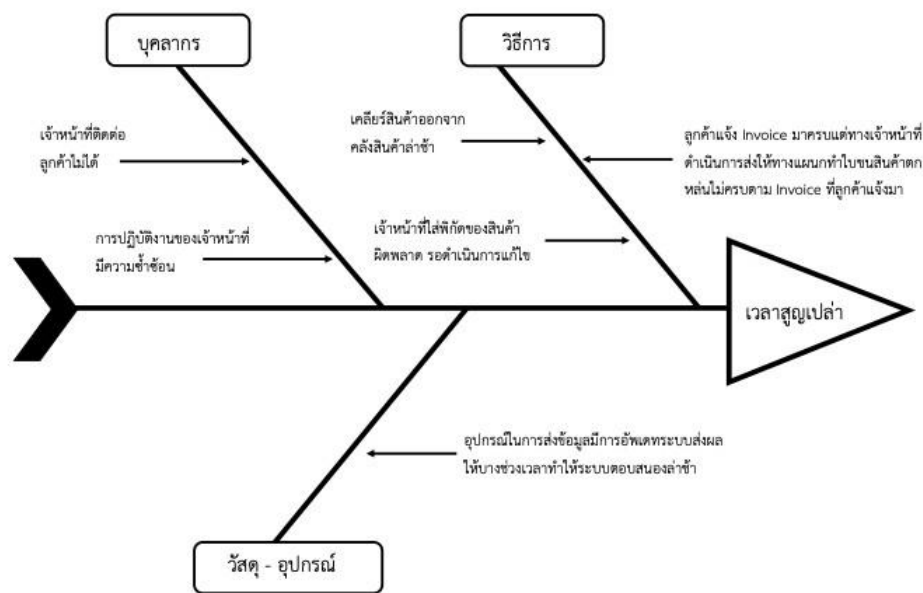 บุคลากร
วิธีการ
เจ้าหน้าที่ติดต่อ
ลูกค้าไม่ได้
การปฏิบัติงานของเจ้าหน้าที่
มีความซ้ำซ้อน
เคลียร์สินค้าออกจาก
คลังสินค้าล่าช้า
เจ้าหน้าที่ใส่พิกัดของสินค้า
ผิดพลาด รอดำเนินการแก้ไข
ลูกค้าแจ้ง Invoice มาครบแต่ทางเจ้าหน้าที่
ดำเนินการส่งให้ทางแผนกทำใบขนสินค้าตก
หล่นไม่ครบตาม Invoice ที่ลูกค้าแจ้งมา
เวลาสูญเปล่า
อุปกรณ์ในการส่งข้อมูลมีการอัพเดทระบบส่งผล
ให้บางช่วงเวลาทำให้ระบบตอบสนองล่าช้า
วัสดุ - อุปกรณ์